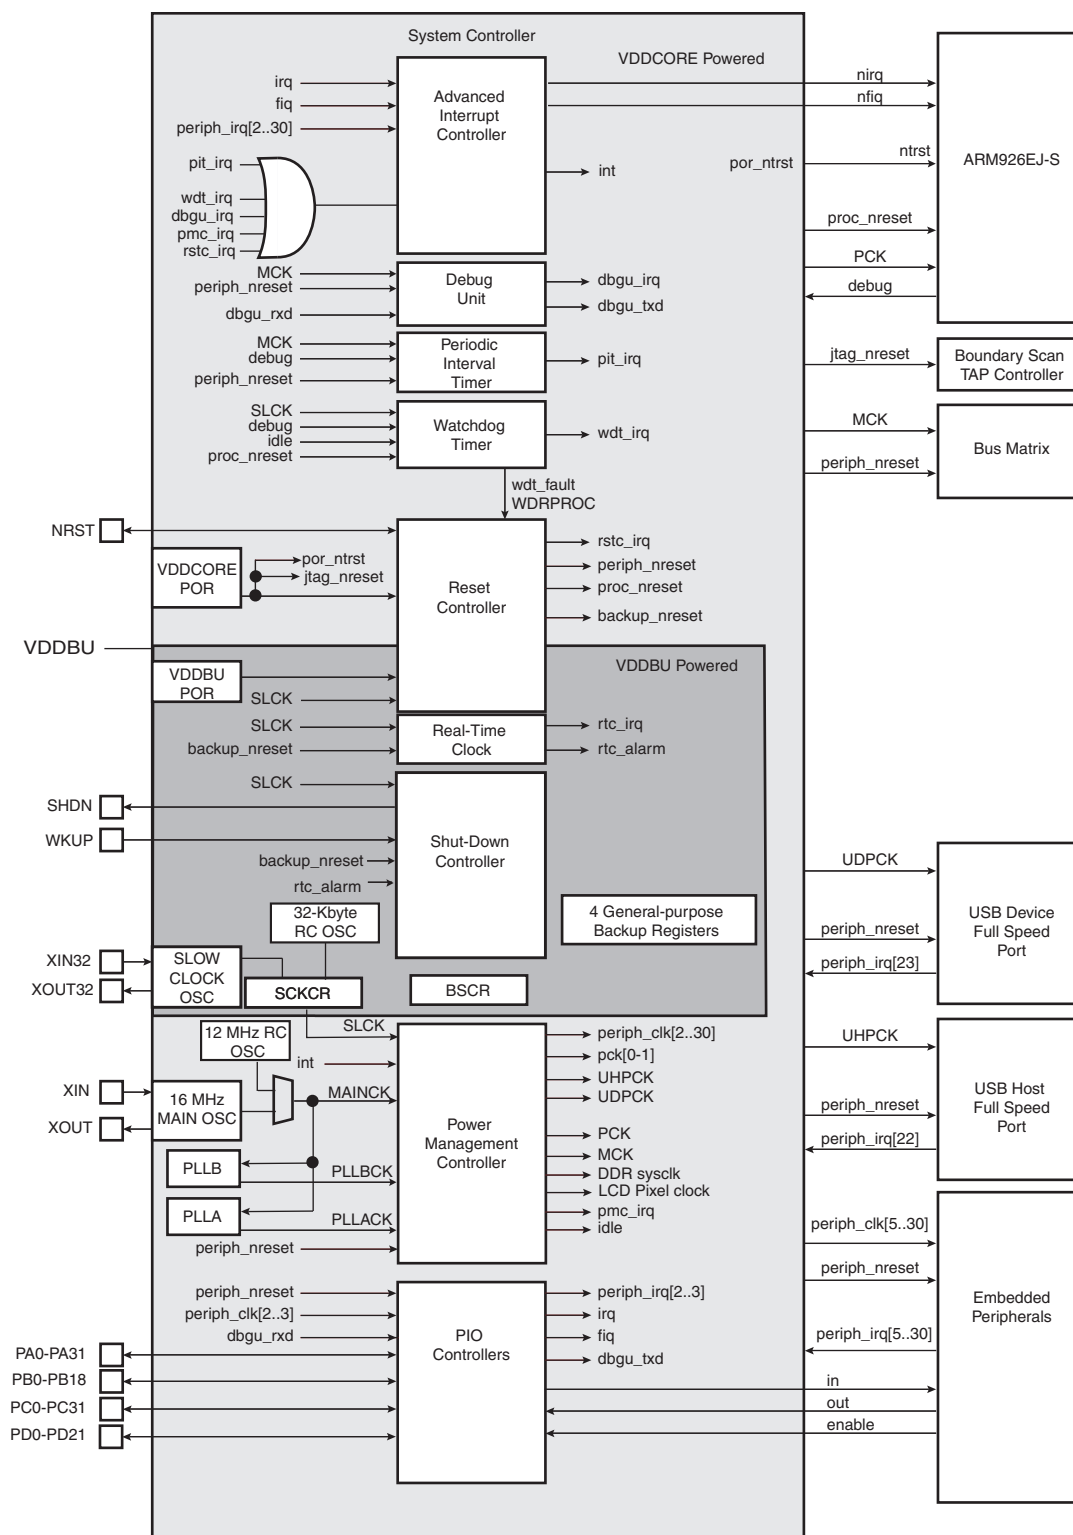 System Controller
VDDCORE Powered
irq
fiq
periph_irq[2..30]
pit_irq
wdt_irq
dbgu_irq
pmc_irq
rstc_irq
Advanced
Interrupt
Controller
int
nirq
nfiq
por_ntrst
ntrst
proc_nreset
PCK
debug
ARM926EJ-S
MCK
periph_nreset
dbgu_rxd
Debug
Unit
dbgu_irq
dbgu_txd
MCK
debug
periph_nreset
Periodic
Interval
Timer
pit_irq
jtag_nreset
Boundary Scan
TAP Controller
SLCK
debug
idle
proc_nreset
Watchdog
Timer
wdt_irq
MCK
periph_nreset
Bus Matrix
wdt_fault
WDRPROC
NRST
VDDCORE
POR
por_ntrst
jtag_nreset
Reset
Controller
rstc_irq
periph_nreset
proc_nreset
backup_nreset
VDDBU
VDDBU Powered
VDDBU
POR
SLCK
SLCK
backup_nreset
Real-Time
Clock
rtc_irq
rtc_alarm
SLCK
SHDN
WKUP
backup_nreset
rtc_alarm
Shut-Down
Controller
32-Kbyte
RC OSC
4 General-purpose
Backup Registers
XIN32
XOUT32
SLOW
CLOCK
OSC
SCKCR
BSCR
UDPCK
periph_nreset
periph_irq[23]
USB Device
Full Speed
Port
SLCK
12 MHz RC
OSC
int
XIN
XOUT
16 MHz
MAIN OSC
MAINCK
PLLB
PLLBCK
PLLA
PLLACK
periph_nreset
Power
Management
Controller
periph_clk[2..30]
pck[0-1]
UHPCK
UDPCK
PCK
MCK
DDR sysclk
LCD Pixel clock
pmc_irq
idle
UHPCK
periph_nreset
periph_irq[22]
USB Host
Full Speed
Port
periph_nreset
periph_clk[2..3]
dbgu_rxd
PA0-PA31
PB0-PB18
PC0-PC31
PD0-PD21
PIO
Controllers
periph_irq[2..3]
irq
fiq
dbgu_txd
periph_clk[5..30]
periph_nreset
periph_irq[5..30]
in
out
enable
Embedded
Peripherals